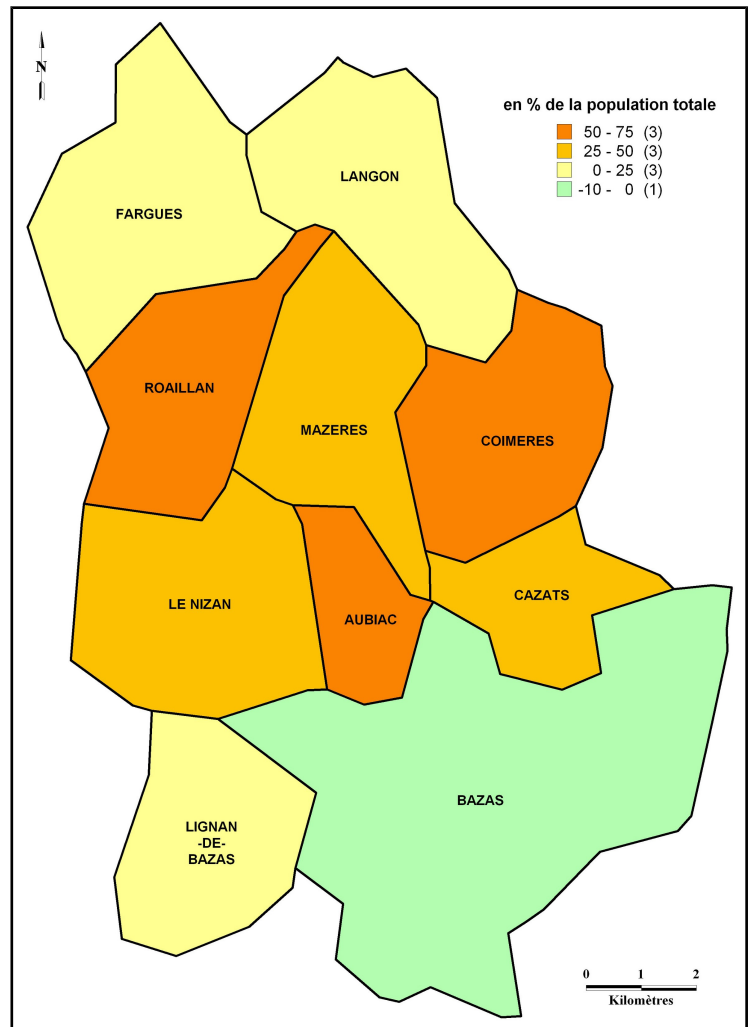 N
en % de la population totale
50 - 75 (3)
25 - 50 (3)
0 - 25 (3)
-10 - 0 (1)
LANGON
FARGUES
ROAILLAN
MAZERES
COIMERES
LE NIZAN
AUBIAC
CAZATS
BAZAS
LIGNAN
-DE-
BAZAS
0 1 2
Kilomètres